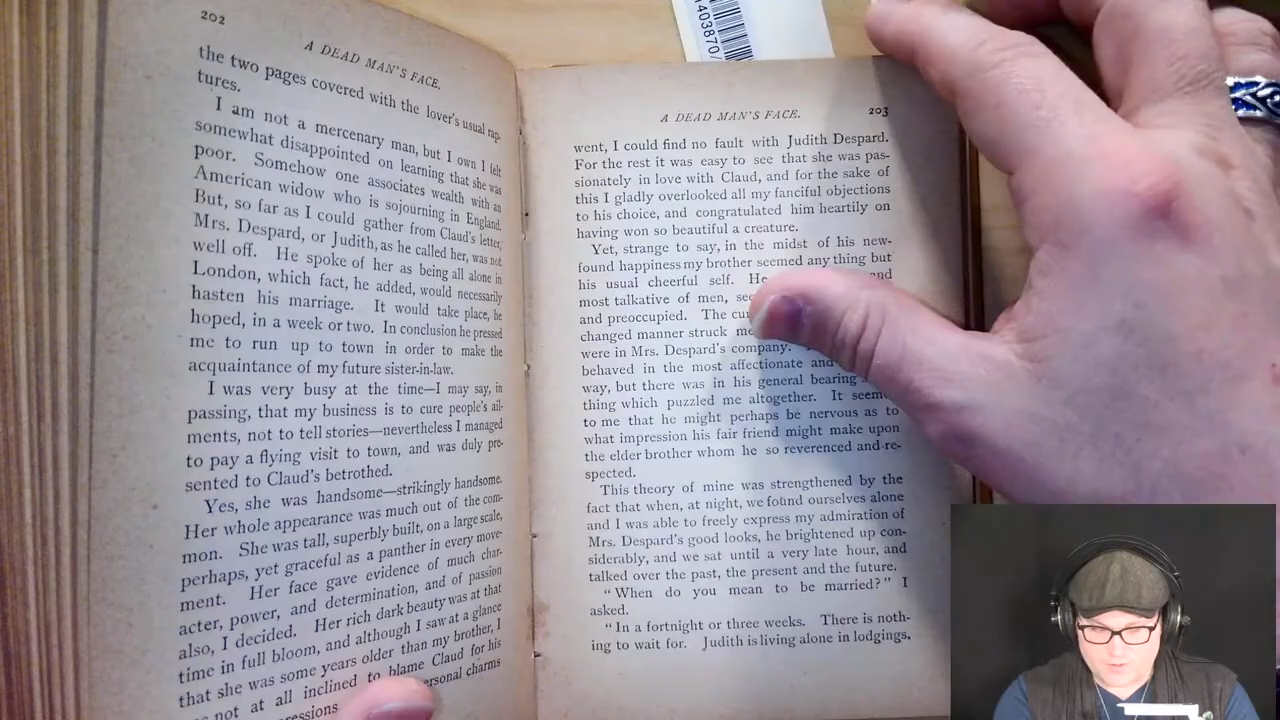 202
A DEAD MAN'S FACE.
the two pages covered with the lover's usual rap-
tures.
I am not a mercenary man, but I own I felt
somewhat disappointed on learning that she was
poor. Somehow one associates wealth with an
American widow who is sojourning in England.
But, so far as I could gather from Claud's letter,
Mrs. Despard, or Judith, as he called her, was not
well off. He spoke of her as being all alone in
London, which fact, he added, would necessarily
hasten his marriage. It would take place, he
hoped, in a week or two. In conclusion he pressed
me to run up to town in order to make the
acquaintance of my future sister-in-law.
I was very busy at the time—I may say, in
passing, that my business is to cure people's ail-
ments, not to tell stories—nevertheless I managed
to pay a flying visit to town, and was duly pre-
sented to Claud's betrothed.
Yes, she was handsome—strikingly handsome.
Her whole appearance was much out of the com-
mon. She was tall, superbly built, on a large scale,
perhaps, yet graceful as a panther in every move-
ment. Her face gave evidence of much char-
acter, power, and determination, and of passion
also, I decided. Her rich dark beauty was at that
time in full bloom, and although I saw at a glance
that she was some years older than my brother, I
not at all inclined to blame Claud for his
personal charms
A DEAD MAN'S FACE.
203
went, I could find no fault with Judith Despard.
For the rest it was easy to see that she was pas-
sionately in love with Claud, and for the sake of
this I gladly overlooked all my fanciful objections
to his choice, and congratulated him heartily on
having won so beautiful a creature.
Yet, strange to say, in the midst of his new-
found happiness my brother seemed any thing but
his usual cheerful self. He and
most talkative of men,
and preoccupied. The
changed manner struck
were in Mrs. Despard's company.
behaved in the most affectionate and
way, but there was in his general bearing
thing which puzzled me altogether. It
to me that he might perhaps be nervous as to
what impression his fair friend might make upon
the elder brother whom he so reverenced and re-
spected.
This theory of mine was strengthened by the
fact that when, at night, we found ourselves alone
and I was able to freely express my admiration of
Mrs. Despard's good looks, he brightened up con-
siderably, and we sat until a very late hour, and
talked over the past, the present and the future.
"When do you mean to be married?" I
asked.
"In a fortnight or three weeks. There is noth-
ing to wait for. Judith is living alone in lodgings,